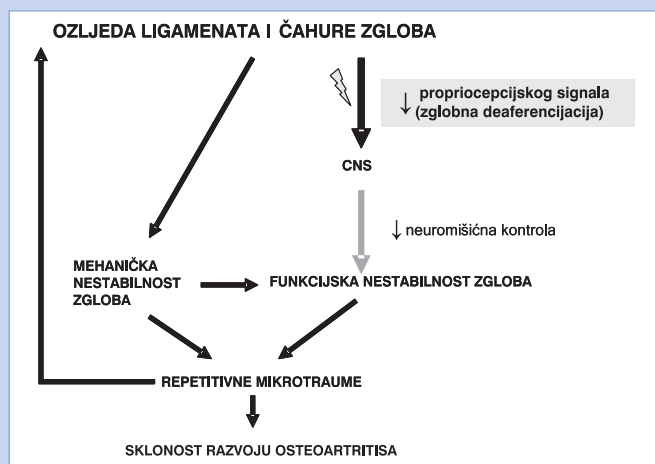 OZLJEDA LIGAMENATA I ČAHURE ZGLOBA
↓ propriocepcijskog signala
(zglobna deaferencijacija)
CNS
↓ neuromišićna kontrola
MEHANIČKA
NESTABILNOST
ZGLOBA
FUNKCIJSKA NESTABILNOST ZGLOBA
REPETITIVNE MIKROTRAUME
SKLONOST RAZVOJU OSTEOARTRITISA